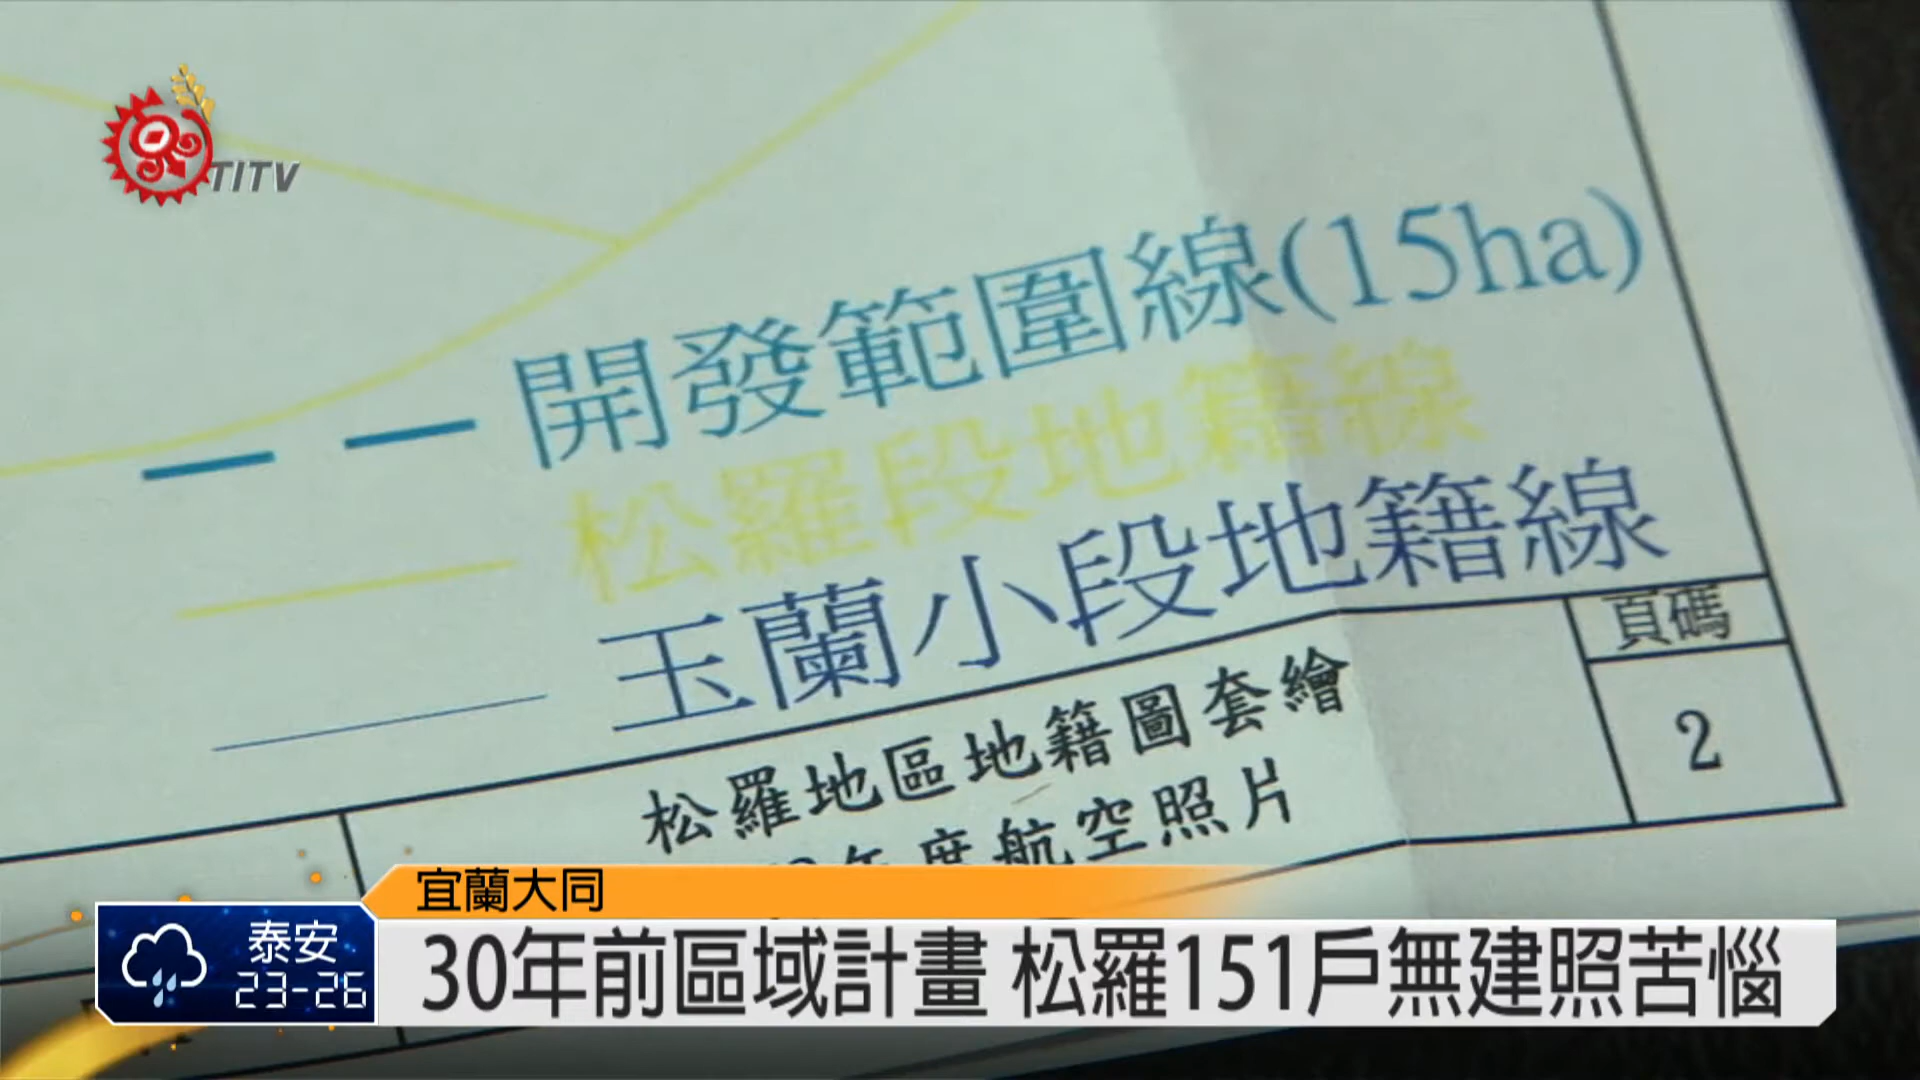 TITV
開發範圍線(15ha)
松羅段地籍線
玉蘭小段地籍線
頁碼
2
松羅地區地籍圖套繪
年度航空照片
宜蘭大同
泰安
23-26
30年前區域計畫 松羅151戶無建照苦惱